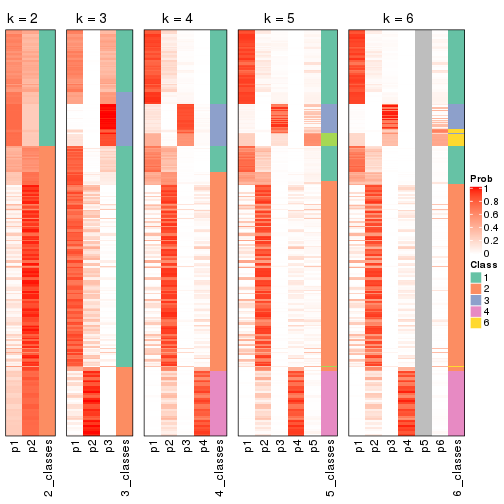 k = 2
k = 3
k = 4
k = 5
k = 6
p1
p2
2_classes
p1
p2
p3
3_classes
p1
p2
p3
p4
4_classes
p1
p2
p3
p4
p5
5_classes
p1
p2
p3
p4
p5
p6
6_classes
Prob
1
0.8
0.6
0.4
0.2
0
Class
1
2
3
4
6